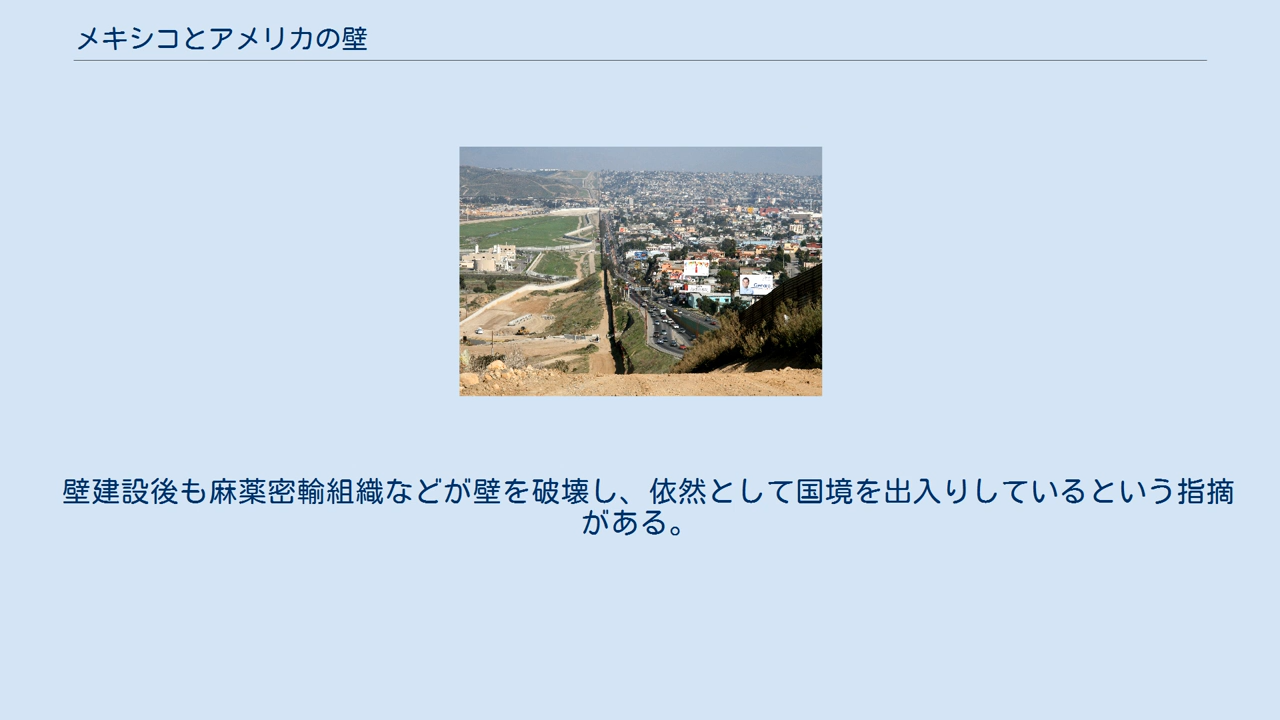 メキシコとアメリカの壁
壁建設後も麻薬密輸組織などが壁を破壊し、依然として国境を出入りしているという指摘
がある。